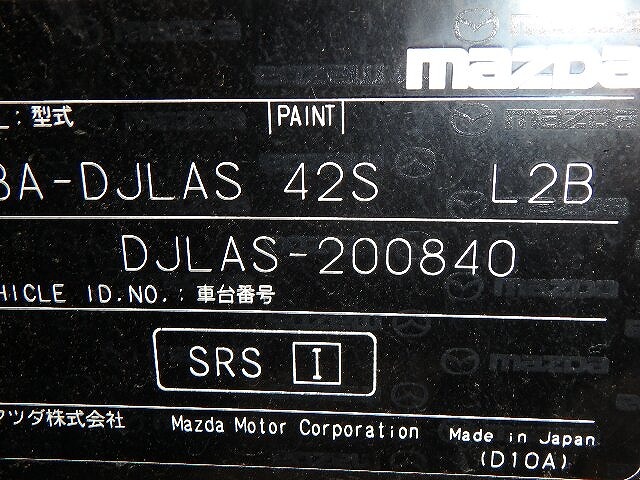 mazda
L : 型式
PAINT
BA-DJLAS 42S L2B
DJLAS-200840
HICLE ID.NO. : 車台番号
SRS I
マツダ株式会社
Mazda Motor Corporation
Made in Japan
(D10A)